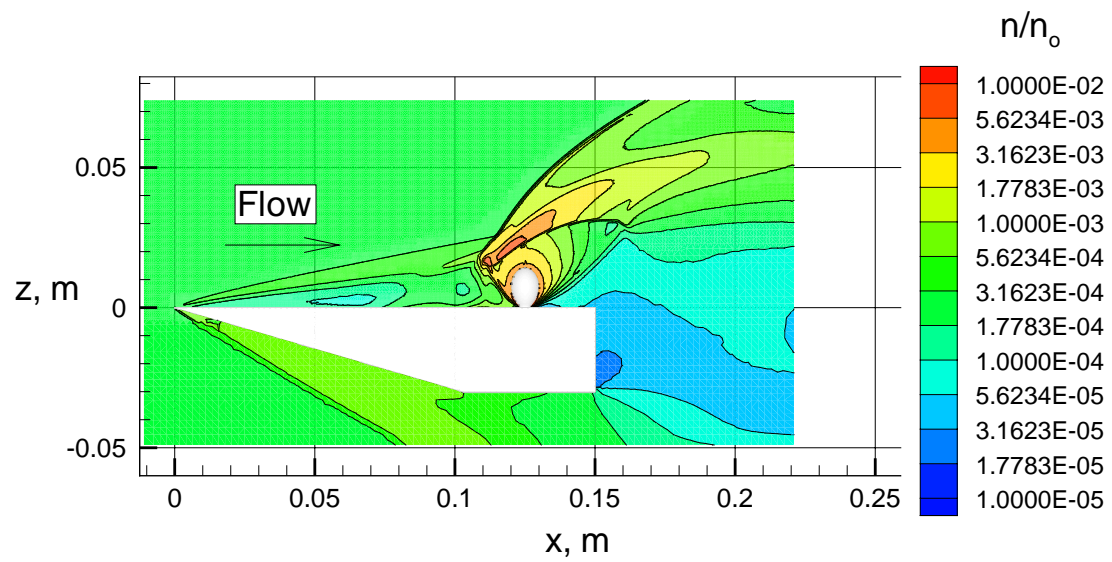 n/nₒ
1.0000E-02
5.6234E-03
3.1623E-03
1.7783E-03
1.0000E-03
5.6234E-04
3.1623E-04
1.7783E-04
1.0000E-04
5.6234E-05
3.1623E-05
1.7783E-05
1.0000E-05
0.05
Flow
z, m
0
-0.05
0 0.05 0.1 0.15 0.2 0.25
x, m